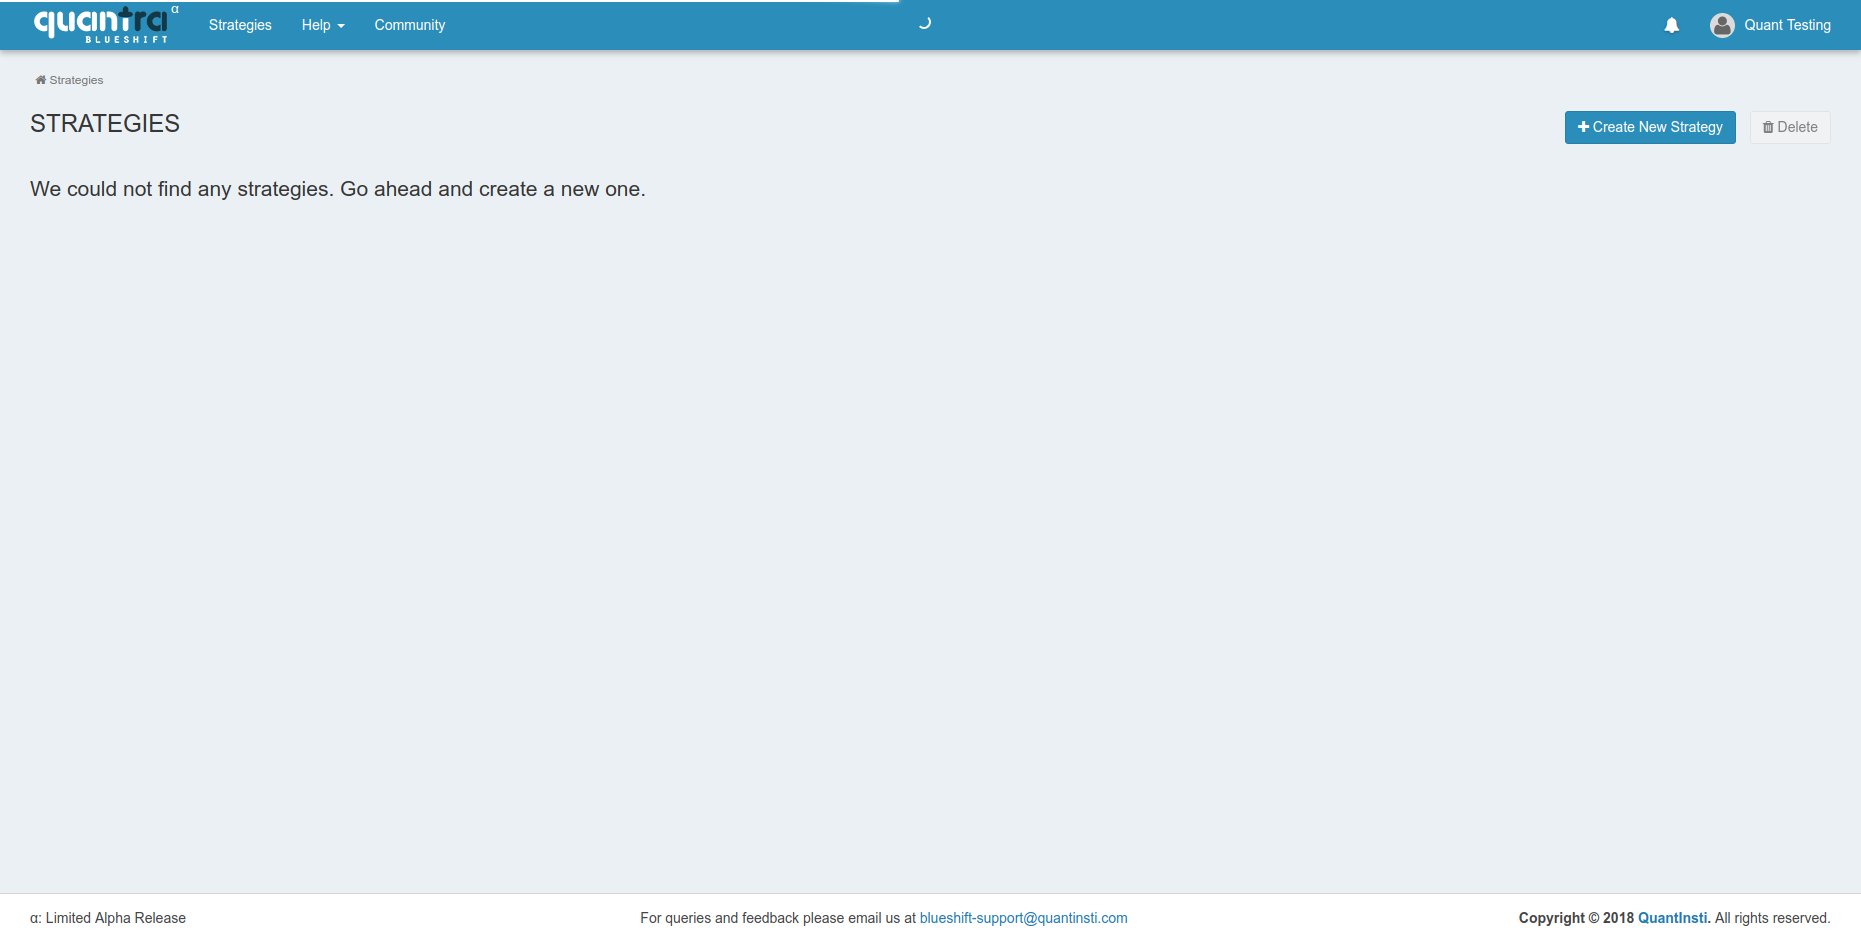 quantra α
BLUESHIFT
Strategies
Help
Community
Quant Testing
Strategies
STRATEGIES
Create New Strategy
Delete
We could not find any strategies. Go ahead and create a new one.
α: Limited Alpha Release
For queries and feedback please email us at blueshift-support@quantinsti.com
Copyright © 2018 QuantInsti. All rights reserved.